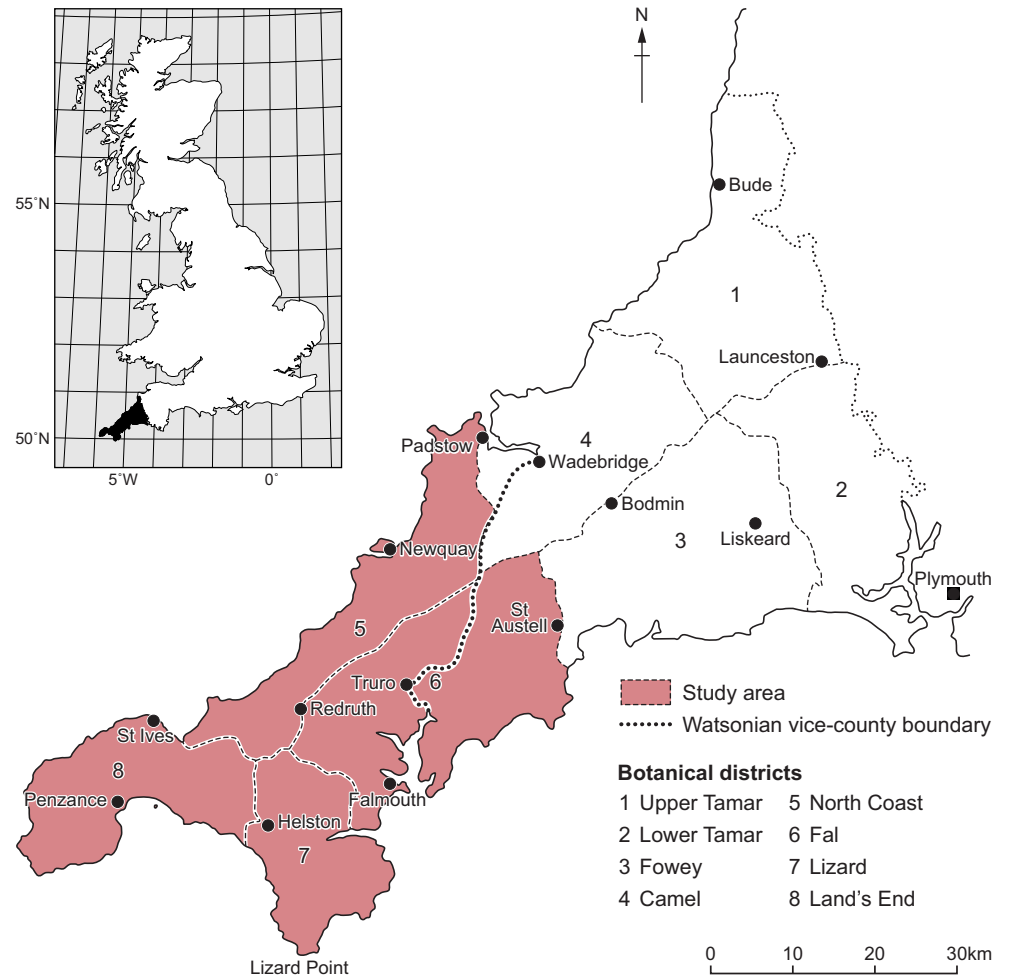 N
55°N
50°N
5°W
0°
Bude
1
Launceston
Padstow
4
Wadebridge
Bodmin
2
3
Liskeard
Plymouth
Newquay
St
Austell
5
Truro
6
Redruth
St Ives
8
Penzance
Falmouth
Helston
7
Lizard Point
Study area
Watsonian vice-county boundary
Botanical districts
1 Upper Tamar
2 Lower Tamar
3 Fowey
4 Camel
5 North Coast
6 Fal
7 Lizard
8 Land's End
0 10 20 30km